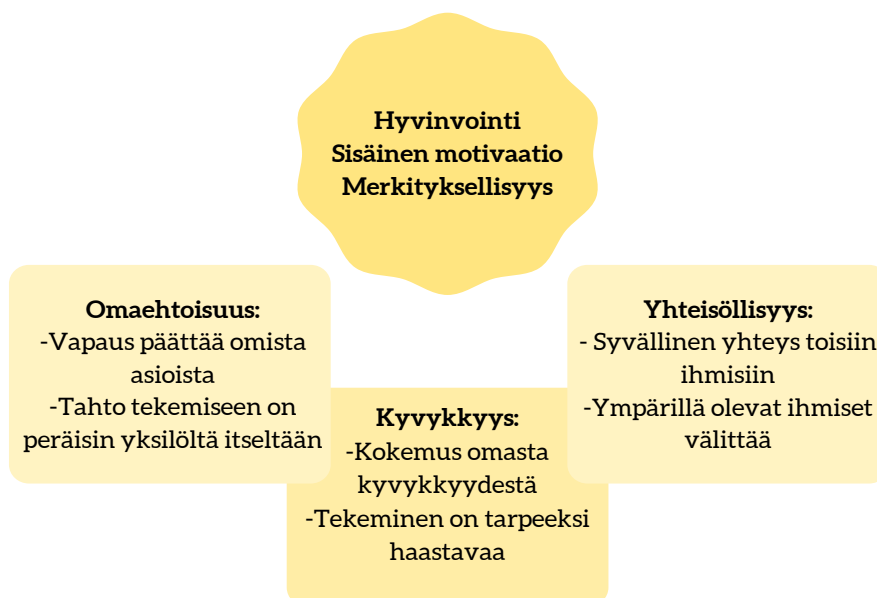 Hyvinvointi
Sisäinen motivaatio
Merkityksellisyys
Omaehtoisuus:
-Vapaus päättää omista
asioista
-Tahto tekemiseen on
peräisin yksilöltä itseltään
Kyvykkyys:
-Kokemus omasta
kyvykkyydestä
-Tekeminen on tarpeeksi
haastavaa
Yhteisöllisyys:
- Syvällinen yhteys toisiin
ihmisiin
-Ympärillä olevat ihmiset
välittää